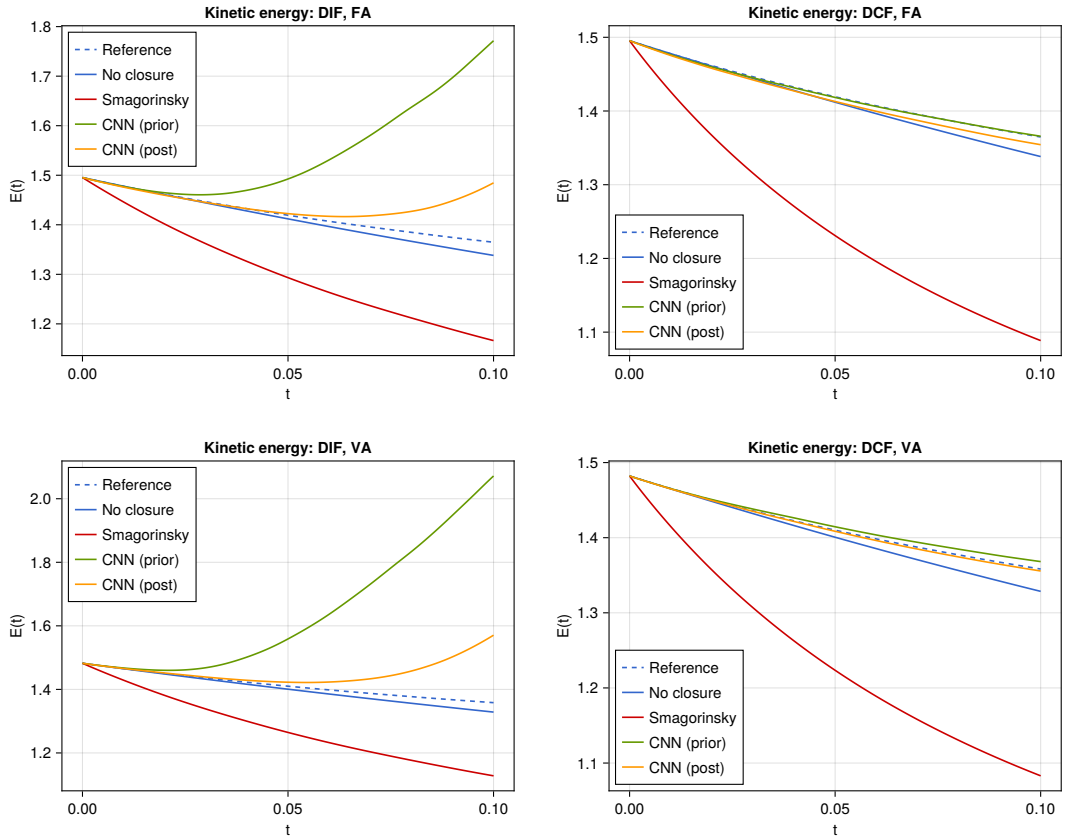 Kinetic energy: DIF, FA
1.8
1.7
1.6
1.5
1.4
1.3
1.2
E(t)
Reference
No closure
Smagorinsky
CNN (prior)
CNN (post)
0.00
0.05
0.10
t
Kinetic energy: DCF, FA
1.5
1.4
1.3
1.2
1.1
E(t)
Reference
No closure
Smagorinsky
CNN (prior)
CNN (post)
0.00
0.05
0.10
t
Kinetic energy: DIF, VA
2.0
1.8
1.6
1.4
1.2
E(t)
Reference
No closure
Smagorinsky
CNN (prior)
CNN (post)
0.00
0.05
0.10
t
Kinetic energy: DCF, VA
1.5
1.4
1.3
1.2
1.1
E(t)
Reference
No closure
Smagorinsky
CNN (prior)
CNN (post)
0.00
0.05
0.10
t